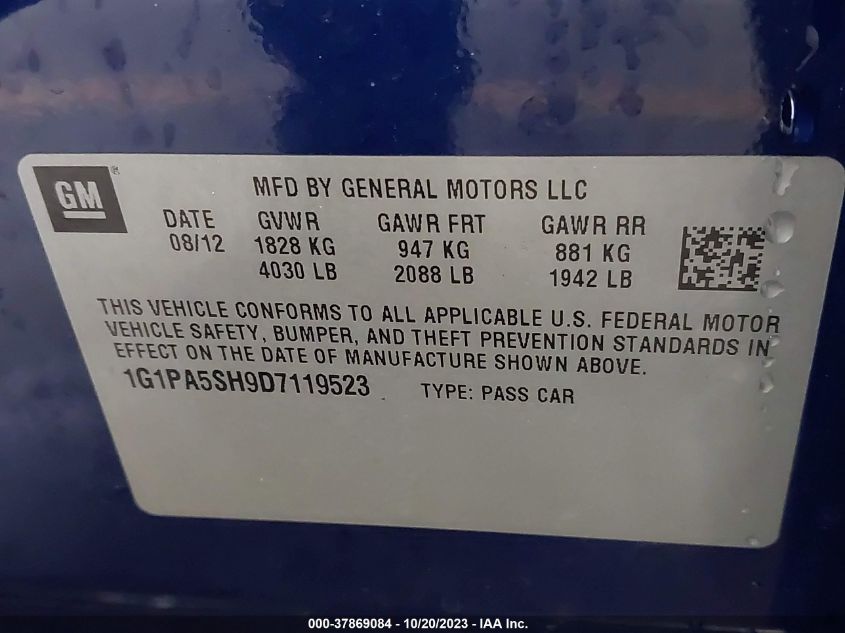 GM®
MFD BY GENERAL MOTORS LLC
DATE GVWR GAWR FRT GAWR RR
08/12 1828 KG 947 KG 881 KG
4030 LB 2088 LB 1942 LB
THIS VEHICLE CONFORMS TO ALL APPLICABLE U.S. FEDERAL MOTOR
VEHICLE SAFETY, BUMPER, AND THEFT PREVENTION STANDARDS IN
EFFECT ON THE DATE OF MANUFACTURE SHOWN ABOVE.
1G1PA5SH9D7119523 TYPE: PASS CAR
000-37869084 - 10/20/2023 - IAA Inc.